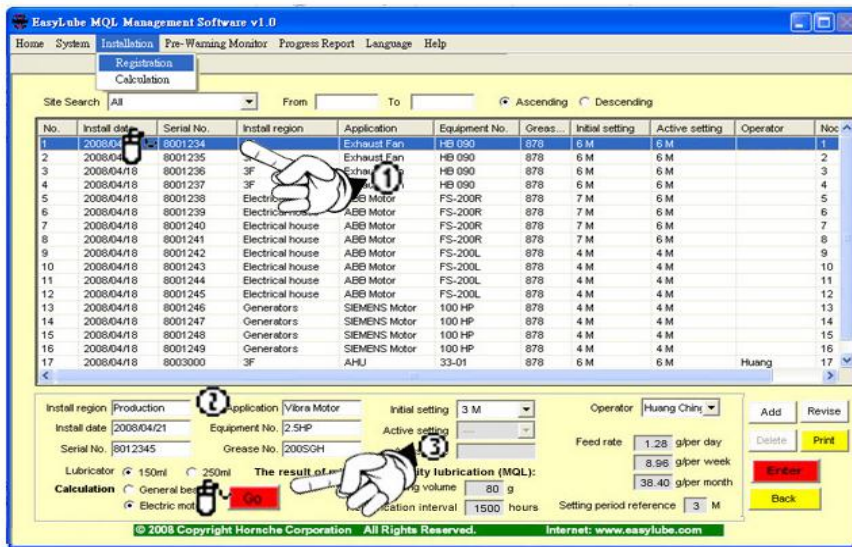 EasyLube MQL Management Software v1.0
Home System Installation Pre-Warning Monitor Progress Report Language Help
Registration
Calculation
Site Search All From To Ascending Descending
No. Install date Serial No. Install region Application Equipment No. Greas... Initial setting Active setting Operator Noc
1 2008/04 8001234 Exhaust Fan HB 090 878 6 M 6 M 1
2 2008/04 8001235 3F Exhaust Fan HB 090 878 6 M 6 M 2
3 2008/04/18 8001236 3F HB 090 878 6 M 6 M 3
4 2008/04/18 8001237 3F HB 090 878 6 M 6 M 4
5 2008/04/18 8001238 ABB Motor FS-200R 878 7 M 6 M 5
6 2008/04/18 8001239 ABB Motor FS-200R 878 7 M 6 M 6
7 2008/04/18 8001240 Electrical house ABB Motor FS-200R 878 7 M 6 M 7
8 2008/04/18 8001241 Electrical house ABB Motor FS-200R 878 7 M 6 M 8
9 2008/04/18 8001242 Electrical house ABB Motor FS-200L 878 4 M 4 M 9
10 2008/04/18 8001243 Electrical house ABB Motor FS-200L 878 4 M 4 M 10
11 2008/04/18 8001244 Electrical house ABB Motor FS-200L 878 4 M 4 M 11
12 2008/04/18 8001245 Electrical house ABB Motor FS-200L 878 4 M 4 M 12
13 2008/04/18 8001246 Generators SIEMENS Motor 100 HP 878 4 M 4 M 13
14 2008/04/18 8001247 Generators SIEMENS Motor 100 HP 878 4 M 4 M 14
15 2008/04/18 8001248 Generators SIEMENS Motor 100 HP 878 4 M 4 M 15
16 2008/04/18 8001249 Generators SIEMENS Motor 100 HP 878 4 M 4 M 16
17 2008/04/18 8003000 3F AHU 33-01 878 6 M 6 M Huang 17
1
Install region Production 2 Application Vibra Motor Initial setting 3 M Operator Huang Ching Add Revise
Install date 2008/04/21 Equipment No. 2.5HP Active setting ---
Serial No. 8012345 Grease No. 200SGH 3 Feed rate 1.28 g/per day Delete Print
Lubricator 150ml 250ml The result of lubrication (MQL): 8.96 g/per week
Calculation General Go volume 80 g 38.40 g/per month Enter
Electric interval 1500 hours Setting period reference 3 M Back
© 2008 Copyright Hornche Corporation All Rights Reserved. Internet: www.easylube.com